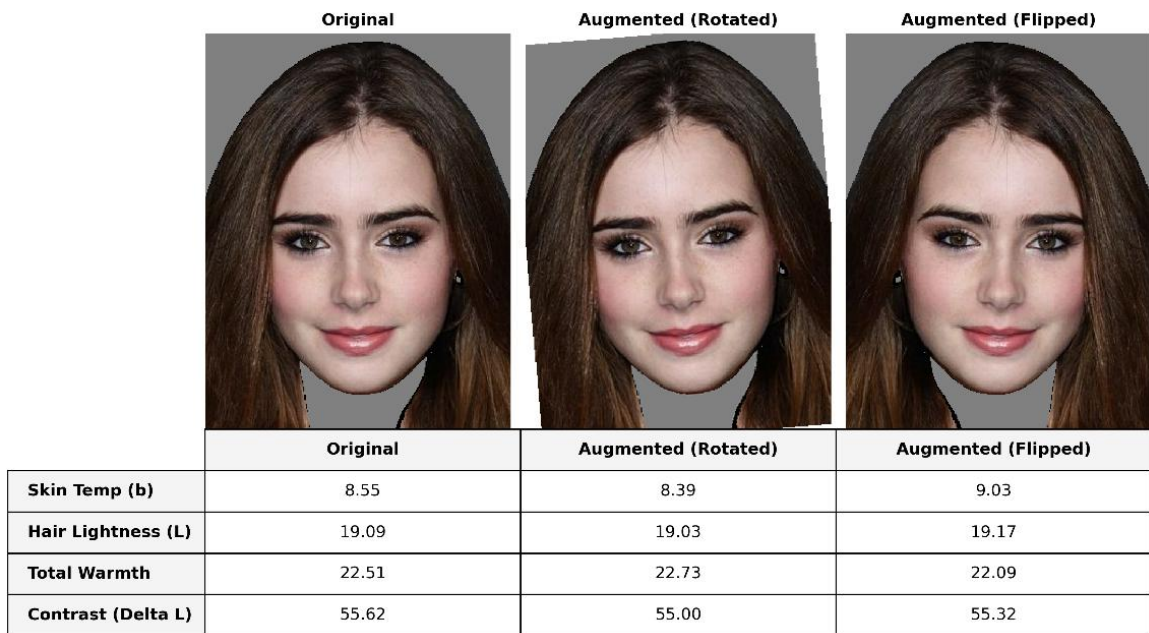 Original Augmented (Rotated) Augmented (Flipped)
Original Augmented (Rotated) Augmented (Flipped)
Skin Temp (b) 8.55 8.39 9.03
Hair Lightness (L) 19.09 19.03 19.17
Total Warmth 22.51 22.73 22.09
Contrast (Delta L) 55.62 55.00 55.32